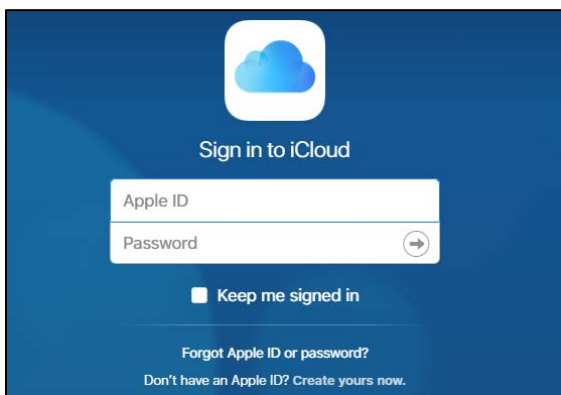 Sign in to iCloud
Apple ID
Password
Keep me signed in
Forgot Apple ID or password?
Don't have an Apple ID? Create yours now.